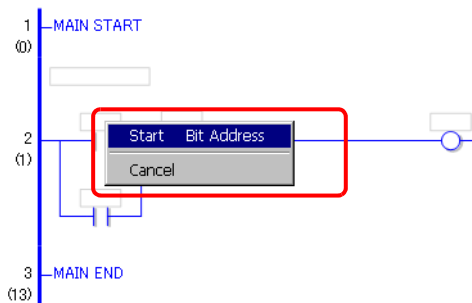 1 MAIN START
(0)
Start Bit Address
2
(1)
Cancel
3 MAIN END
(13)